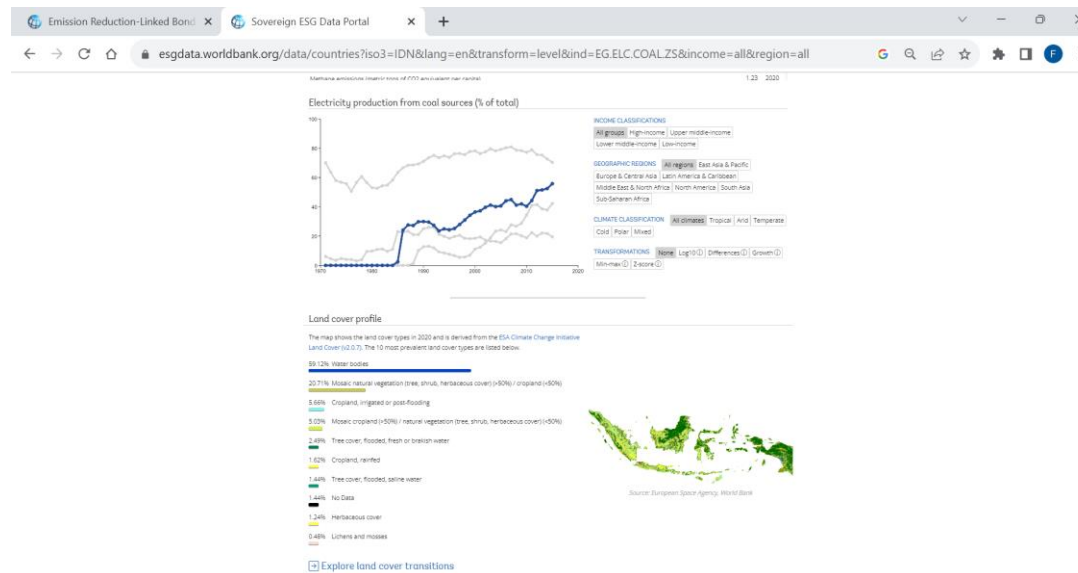 Emission Reduction-Linked Bond
Sovereign ESG Data Portal
esgdata.worldbank.org/data/countries?iso3=IDN&lang=en&transform=level&ind=EG.ELC.COAL.ZS&income=all&region=all
F
Methane emissions (metric tons of CO2 equivalent per capita) 1.23 2020
Electricity production from coal sources (% of total)
100
80
60
40
20
0
1970 1980 1990 2000 2010 2020
INCOME CLASSIFICATIONS
All groups High-income Upper middle-income
Lower middle-income Low-income
GEOGRAPHIC REGIONS All regions East Asia & Pacific
Europe & Central Asia Latin America & Caribbean
Middle East & North Africa North America South Asia
Sub-Saharan Africa
CLIMATE CLASSIFICATION All climates Tropical Arid Temperate
Cold Polar Mixed
TRANSFORMATIONS None Log10 Differences Growth
Min-max Z-score
Land cover profile
The map shows the land cover types in 2020 and is derived from the ESA Climate Change Initiative
Land Cover (v2.0.7). The 10 most prevalent land cover types are listed below.
59.12% Water bodies
20.71% Mosaic natural vegetation (tree, shrub, herbaceous cover) (>50%) / cropland (<50%)
5.66% Cropland, irrigated or post-flooding
5.03% Mosaic cropland (>50%) / natural vegetation (tree, shrub, herbaceous cover) (<50%)
2.49% Tree cover, flooded, fresh or brakish water
1.62% Cropland, rainfed
1.44% Tree cover, flooded, saline water
1.44% No Data
1.24% Herbaceous cover
0.46% Lichens and mosses
Source: European Space Agency, World Bank
Explore land cover transitions